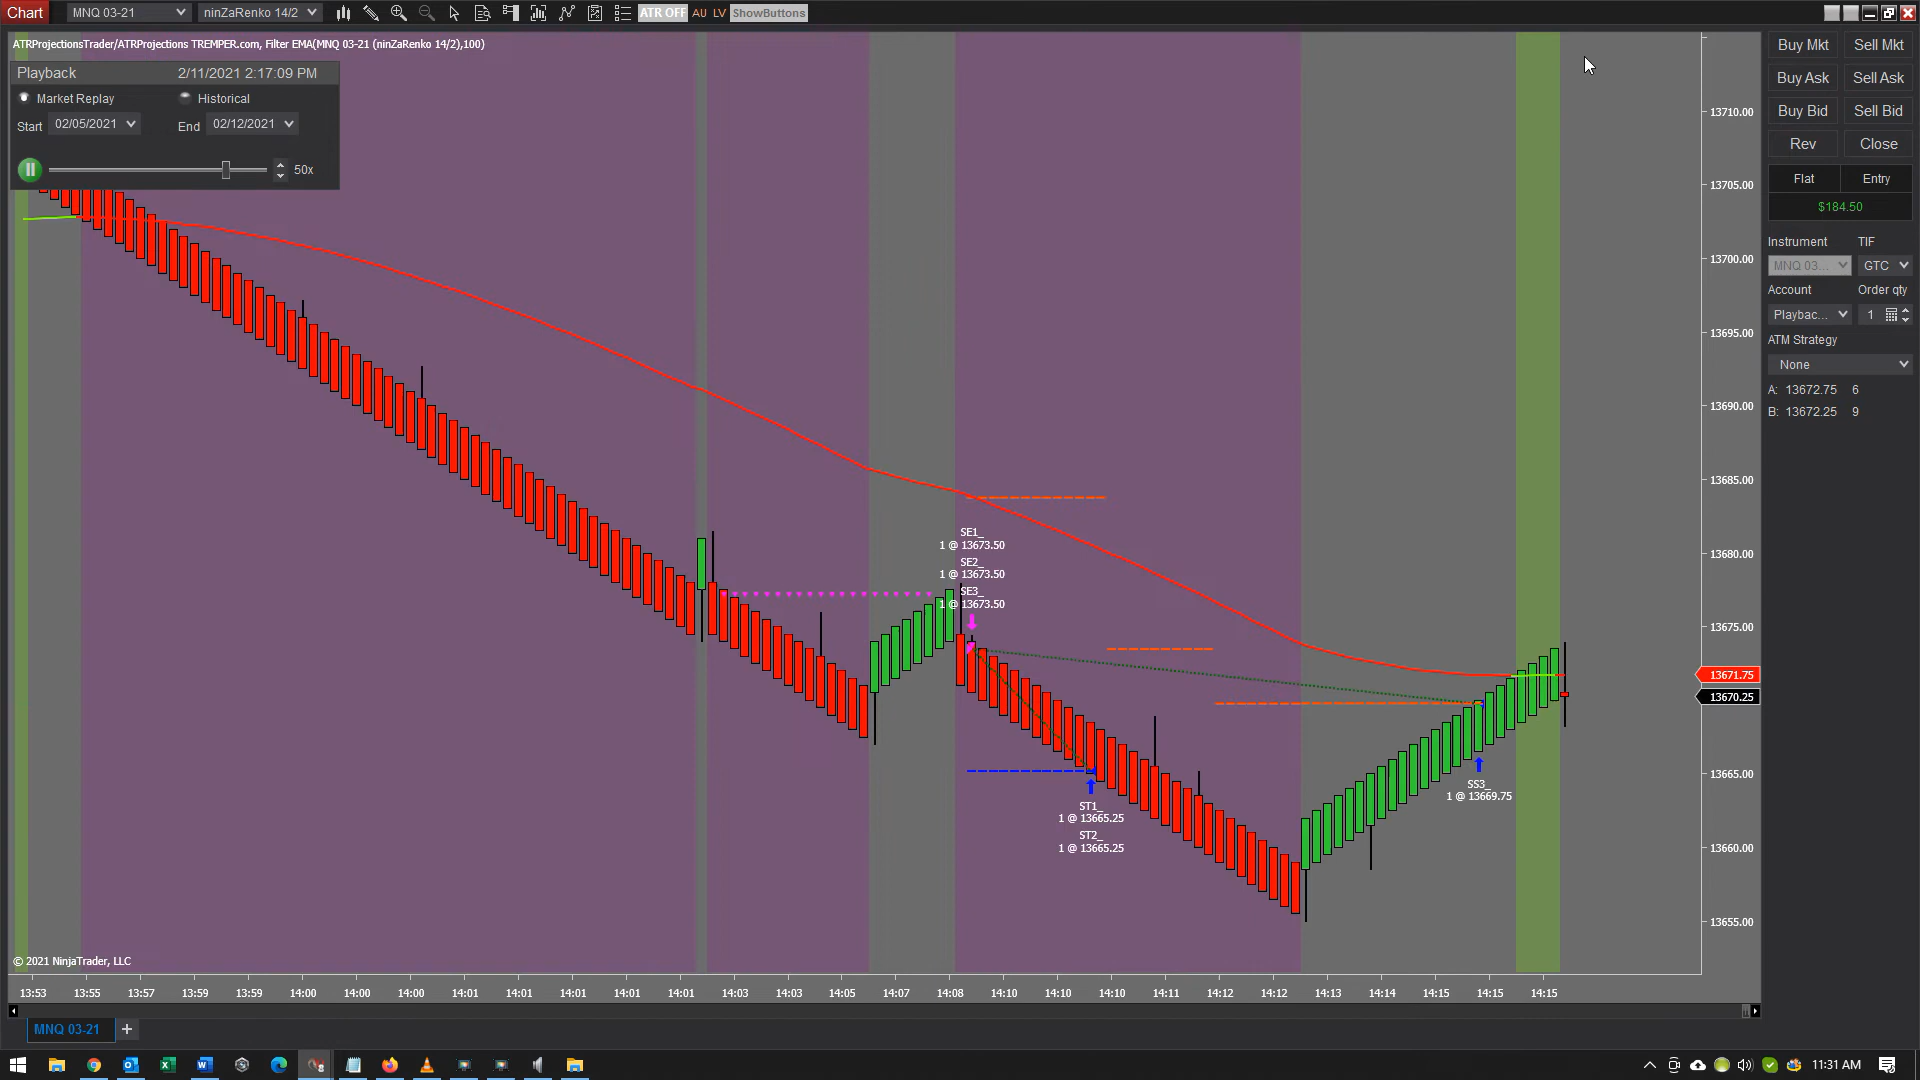 Chart MNQ 03-21 ninZaRenko 14/2 ATR OFF AU LV ShowButtons
ATRProjectionsTrader/ATRProjections TREMPER.com, Filter EMA(MNQ 03-21 (ninZaRenko 14/2),100)
Playback 2/11/2021 2:17:09 PM
Market Replay Historical
Start 02/05/2021 End 02/12/2021
50x
SE1_
1 @ 13673.50
SE2_
1 @ 13673.50
SE3_
1 @ 13673.50
ST1_
1 @ 13665.25
ST2_
1 @ 13665.25
SS3_
1 @ 13669.75
13710.00
13705.00
13700.00
13695.00
13690.00
13685.00
13680.00
13675.00
13671.75
13670.25
13665.00
13660.00
13655.00
Buy Mkt Sell Mkt
Buy Ask Sell Ask
Buy Bid Sell Bid
Rev Close
Flat Entry
$184.50
Instrument TIF
MNQ 03... GTC
Account Order qty
Playbac... 1
ATM Strategy
None
A: 13672.75 6
B: 13672.25 9
© 2021 NinjaTrader, LLC
13:53 13:55 13:57 13:59 13:59 14:00 14:00 14:00 14:01 14:01 14:01 14:01 14:01 14:03 14:03 14:05 14:07 14:08 14:10 14:10 14:10 14:11 14:12 14:12 14:13 14:14 14:15 14:15 14:15
MNQ 03-21 +
11:31 AM